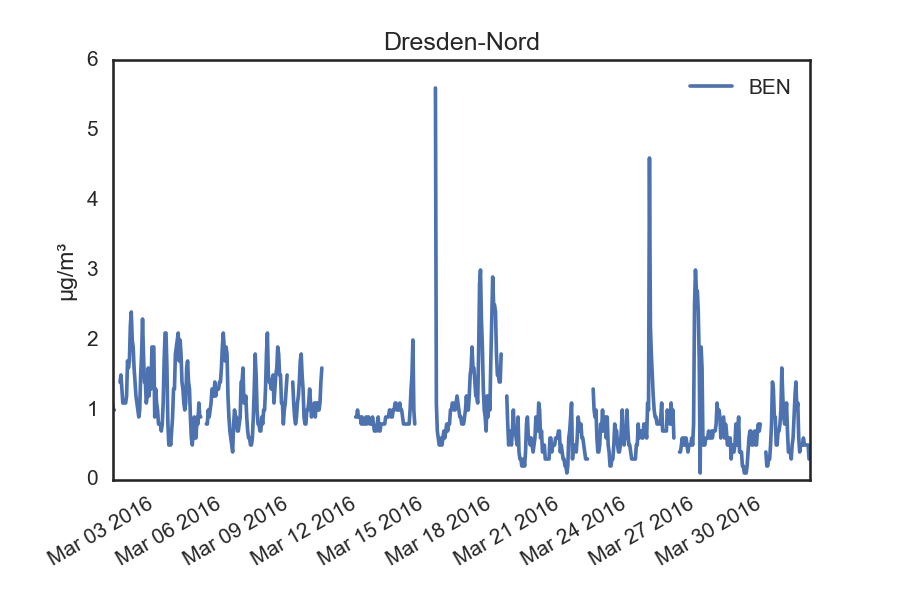 Dresden-Nord
BEN
µg/m³
6
5
4
3
2
1
0
Mar 03 2016
Mar 06 2016
Mar 09 2016
Mar 12 2016
Mar 15 2016
Mar 18 2016
Mar 21 2016
Mar 24 2016
Mar 27 2016
Mar 30 2016